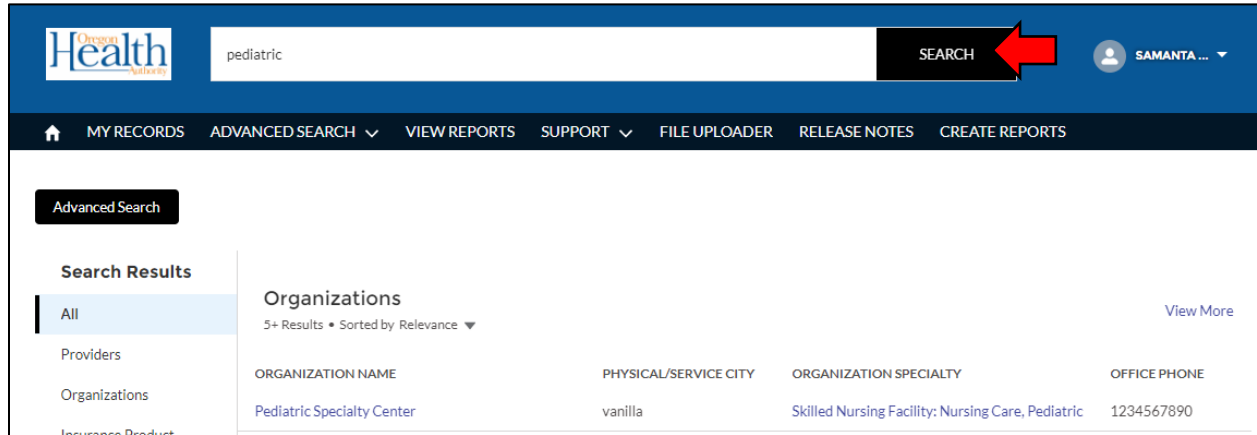 Oregon
Health
Authority
pediatric
SEARCH
SAMANTA ...
MY RECORDS ADVANCED SEARCH VIEW REPORTS SUPPORT FILE UPLOADER RELEASE NOTES CREATE REPORTS
Advanced Search
Search Results
All
Providers
Organizations
Insurance Product
Organizations
5+ Results • Sorted by Relevance
View More
ORGANIZATION NAME PHYSICAL/SERVICE CITY ORGANIZATION SPECIALTY OFFICE PHONE
Pediatric Specialty Center vanilla Skilled Nursing Facility: Nursing Care, Pediatric 1234567890